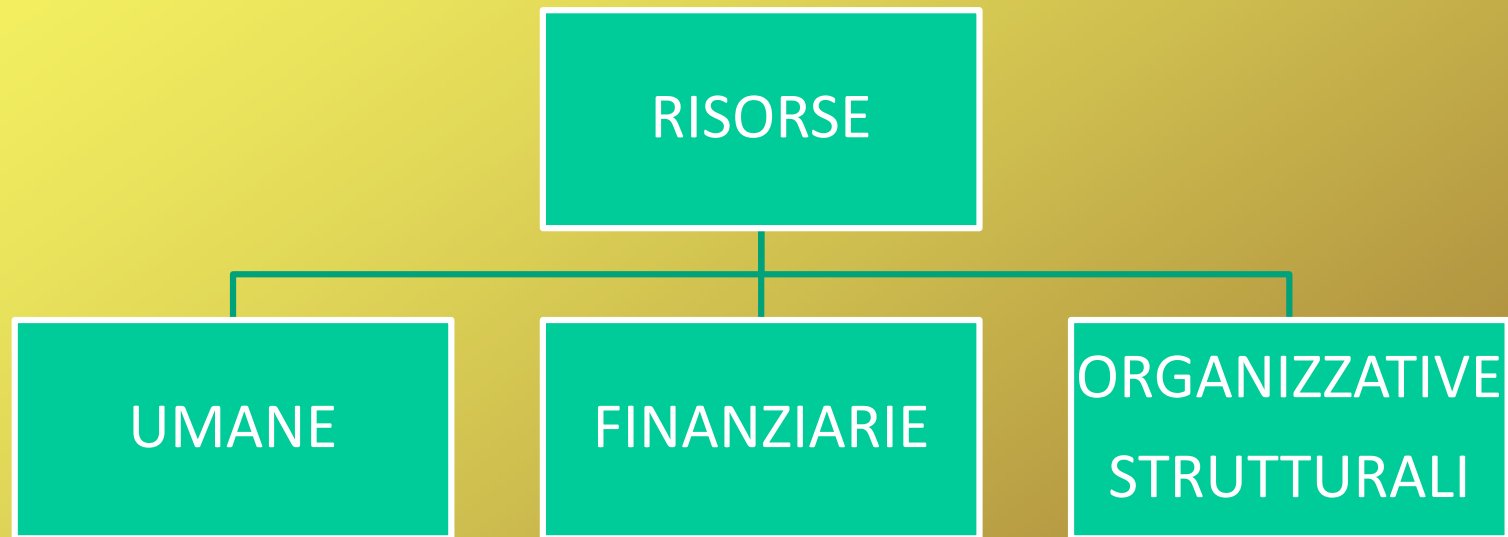 RISORSE
UMANE
FINANZIARIE
ORGANIZZATIVE
STRUTTURALI